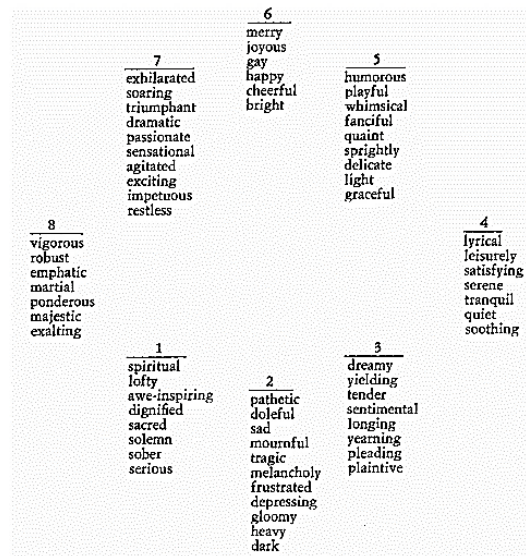 6
merry
joyous
gay
happy
cheerful
bright
7
exhilarated
soaring
triumphant
dramatic
passionate
sensational
agitated
exciting
impetuous
restless
5
humorous
playful
whimsical
fanciful
quaint
sprightly
delicate
light
graceful
8
vigorous
robust
emphatic
martial
ponderous
majestic
exalting
4
lyrical
leisurely
satisfying
serene
tranquil
quiet
soothing
1
spiritual
lofty
awe-inspiring
dignified
sacred
solemn
sober
serious
2
pathetic
doleful
sad
mournful
tragic
melancholy
frustrated
depressing
gloomy
heavy
dark
3
dreamy
yielding
tender
sentimental
longing
yearning
pleading
plaintive